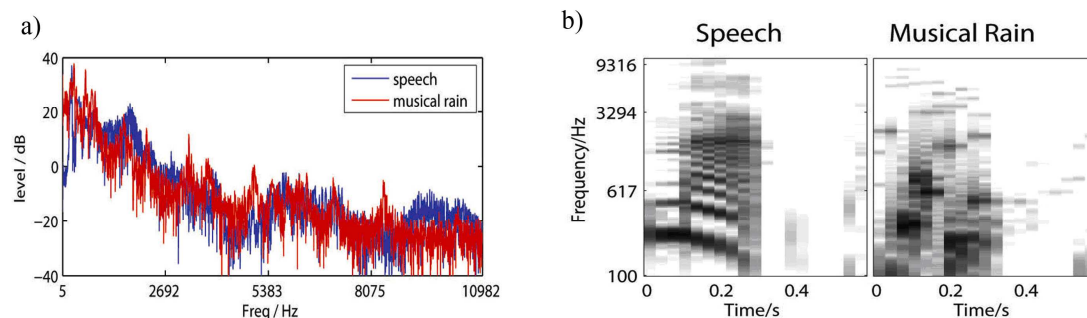 a)
40
20
0
−20
−40
level / dB
5
2692
5383
8075
10982
Freq / Hz
speech
musical rain
b)
Speech
Musical Rain
9316
3294
617
100
Frequency/Hz
0
0.2
0.4
Time/s
0
0.2
0.4
Time/s